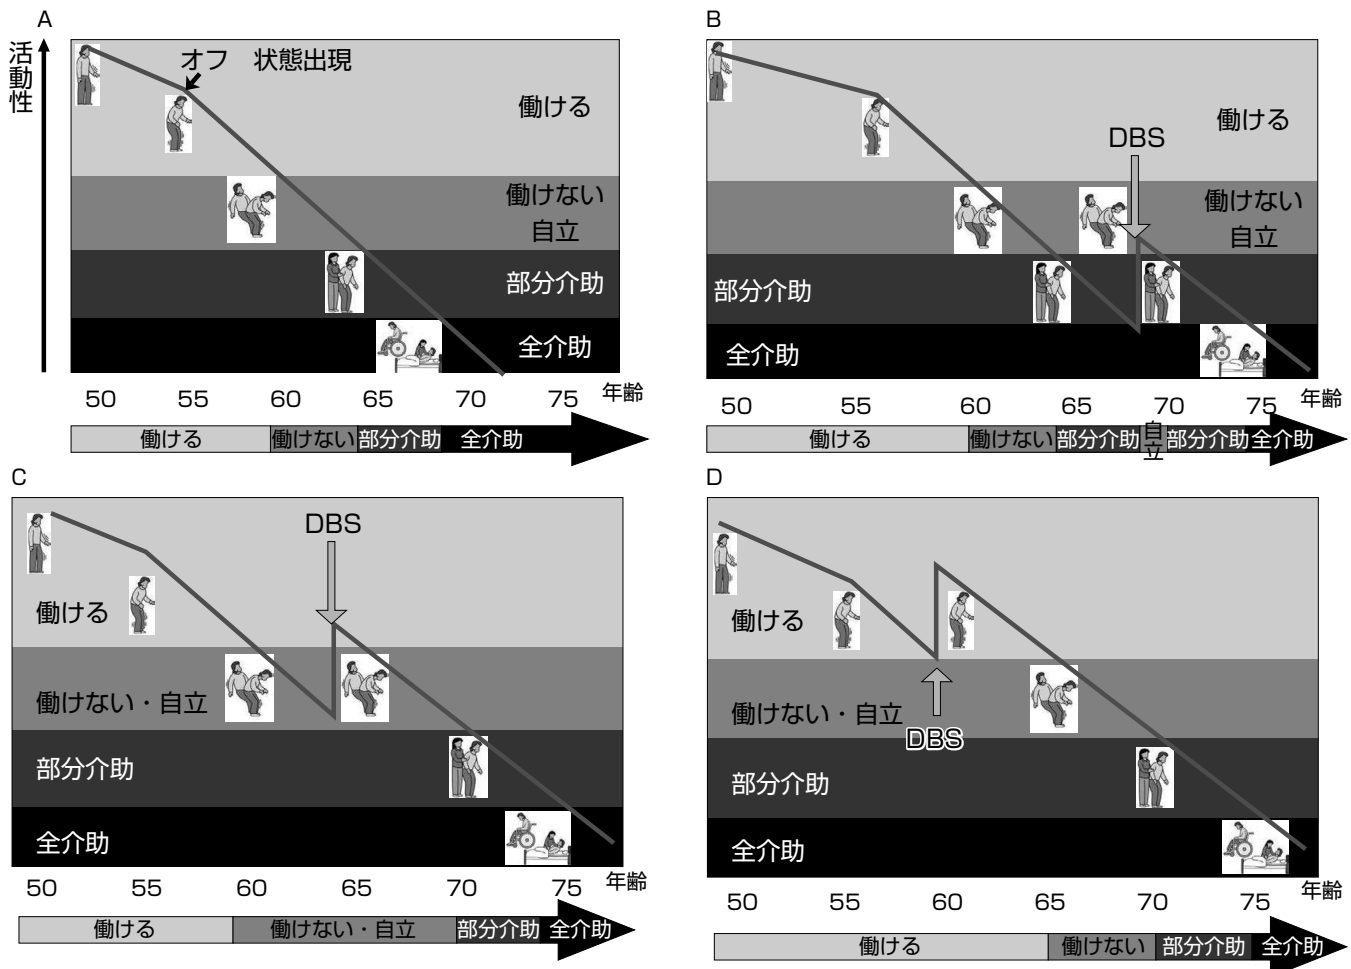 A
活動性
オフ 状態出現
働ける
働けない
自立
部分介助
全介助
50 55 60 65 70 75 年齢
働ける 働けない 部分介助 全介助
B
DBS
働ける
働けない
自立
部分介助
全介助
50 55 60 65 70 75 年齢
働ける 働けない 部分介助 自立 部分介助 全介助
C
DBS
働ける
働けない・自立
部分介助
全介助
50 55 60 65 70 75 年齢
働ける 働けない・自立 部分介助 全介助
D
働ける
働けない・自立
DBS
部分介助
全介助
50 55 60 65 70 75 年齢
働ける 働けない 部分介助 全介助